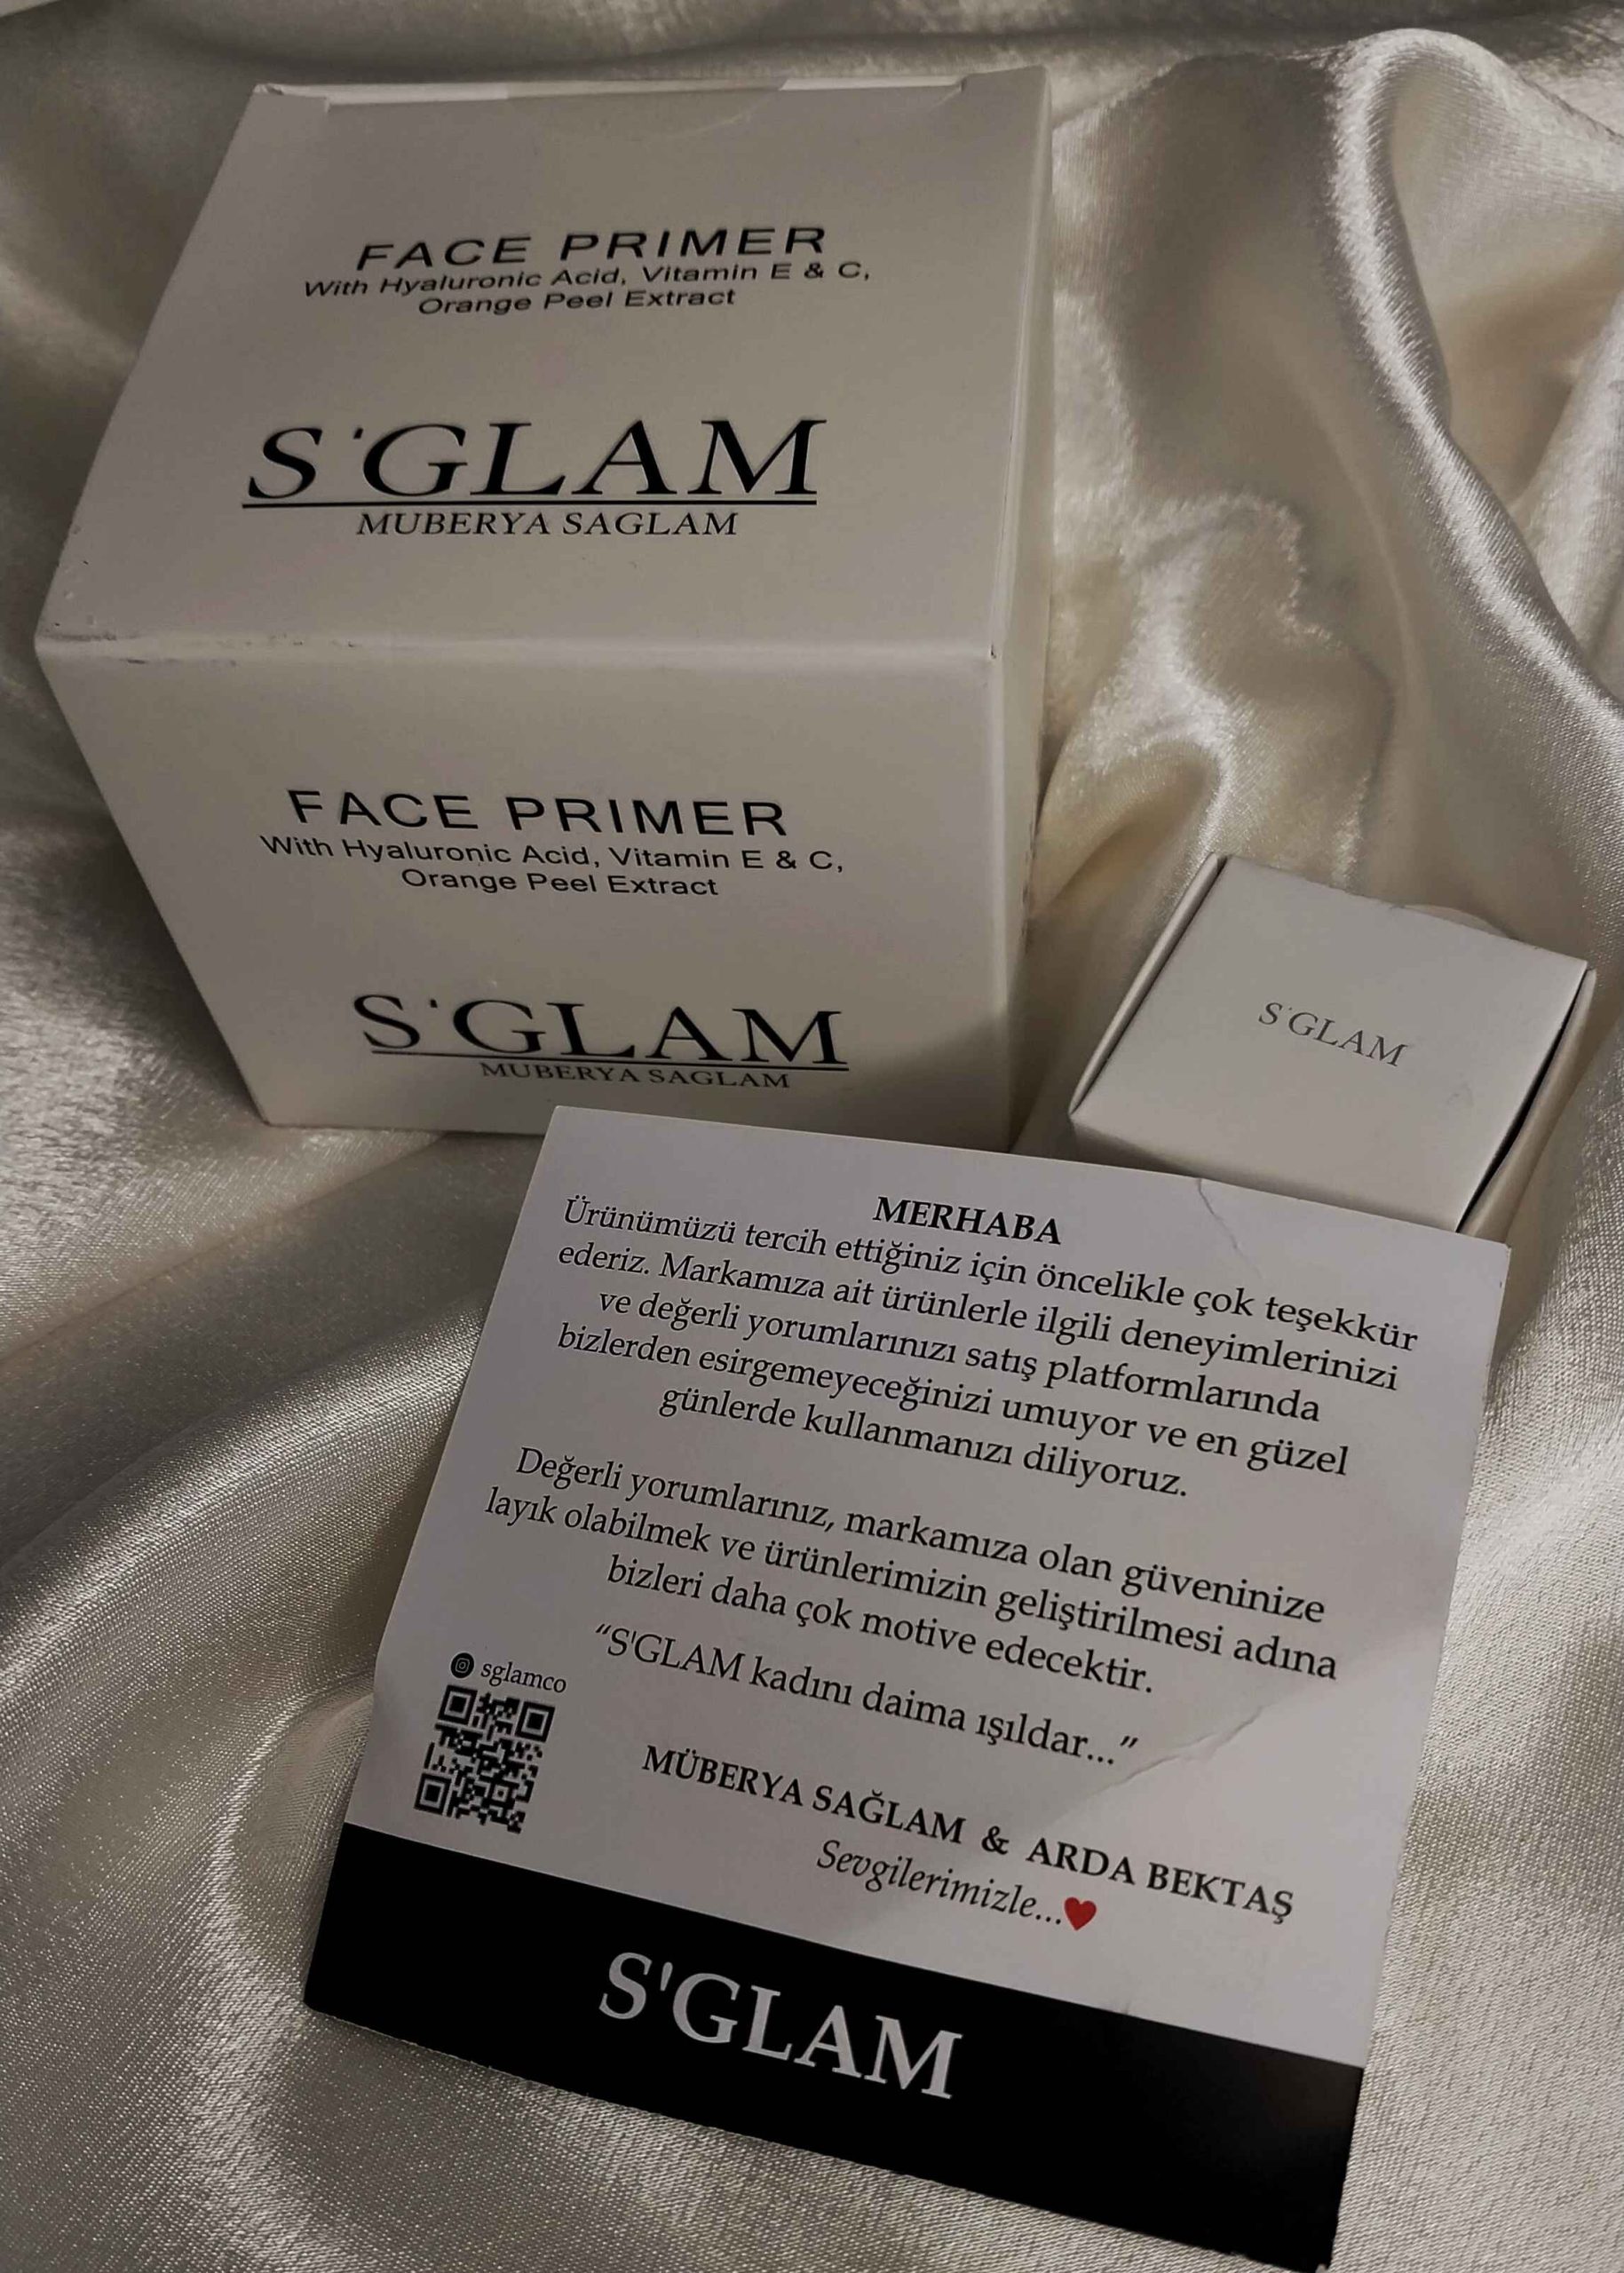 FACE PRIMER
With Hyaluronic Acid, Vitamin E & C,
Orange Peel Extract
S'GLAM
MUBERYA SAGLAM
FACE PRIMER
With Hyaluronic Acid, Vitamin E & C,
Orange Peel Extract
S'GLAM
MUBERYA SAGLAM
S'GLAM
MERHABA
Ürünümüzü tercih ettiğiniz için öncelikle çok teşekkür
ederiz. Markamıza ait ürünlerle ilgili deneyimlerinizi
ve değerli yorumlarınızı satış platformlarında
bizlerden esirgemeyeceğinizi umuyor ve en güzel
günlerde kullanmanızı diliyoruz.
Değerli yorumlarınız, markamıza olan güveninize
layık olabilmek ve ürünlerimizin geliştirilmesi adına
bizleri daha çok motive edecektir.
“S'GLAM kadını daima ışıldar...”
sglamco
MÜBERYA SAĞLAM & ARDA BEKTAŞ
Sevgilerimizle...♥
S'GLAM